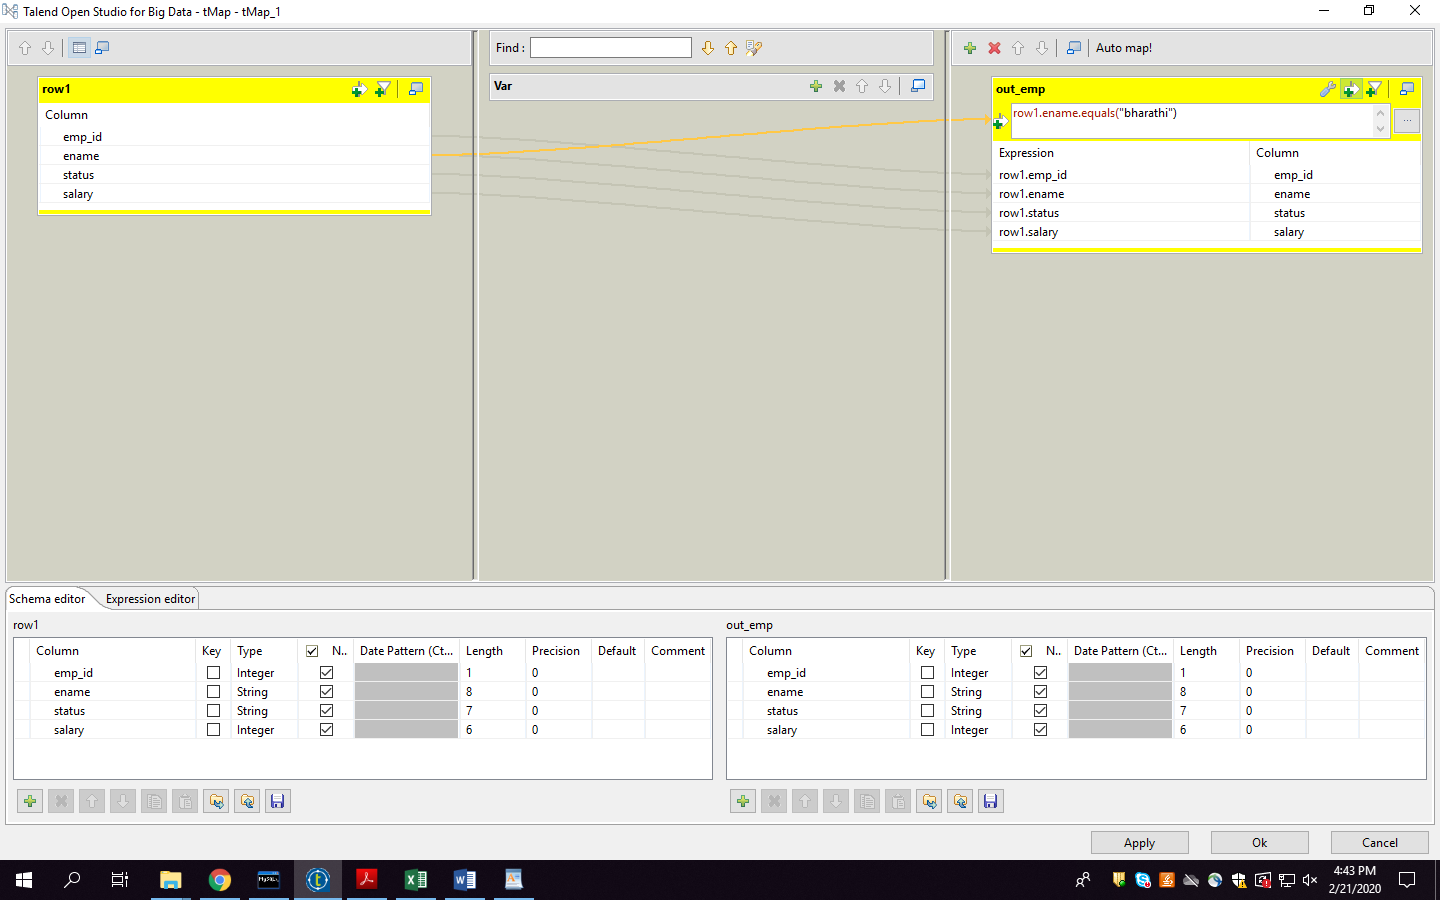 Talend Open Studio for Big Data - tMap - tMap_1
Find :
Auto map!
row1
Column
emp_id
ename
status
salary
Var
out_emp
row1.ename.equals("bharathi")
...
Expression Column
row1.emp_id emp_id
row1.ename ename
row1.status status
row1.salary salary
Schema editor Expression editor
row1
Column Key Type N.. Date Pattern (Ct... Length Precision Default Comment
emp_id Integer 1 0
ename String 8 0
status String 7 0
salary Integer 6 0
out_emp
Column Key Type N.. Date Pattern (Ct... Length Precision Default Comment
emp_id Integer 1 0
ename String 8 0
status String 7 0
salary Integer 6 0
Apply Ok Cancel
4:43 PM
2/21/2020